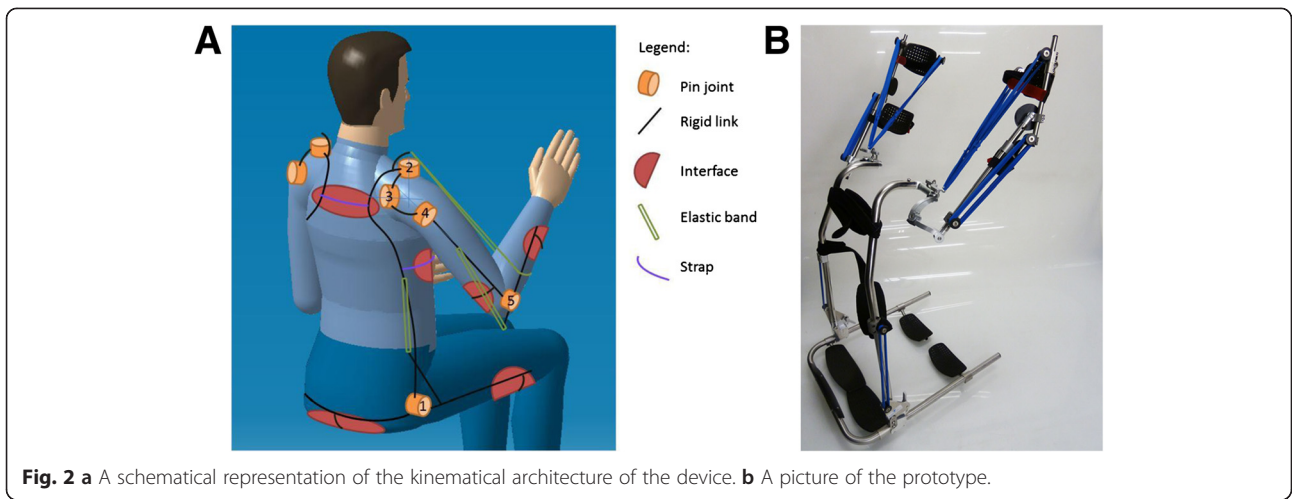 A
B
Legend:
Pin joint
Rigid link
Interface
Elastic band
Strap
2
3
4
5
1
Fig. 2 a A schematical representation of the kinematical architecture of the device. b A picture of the prototype.